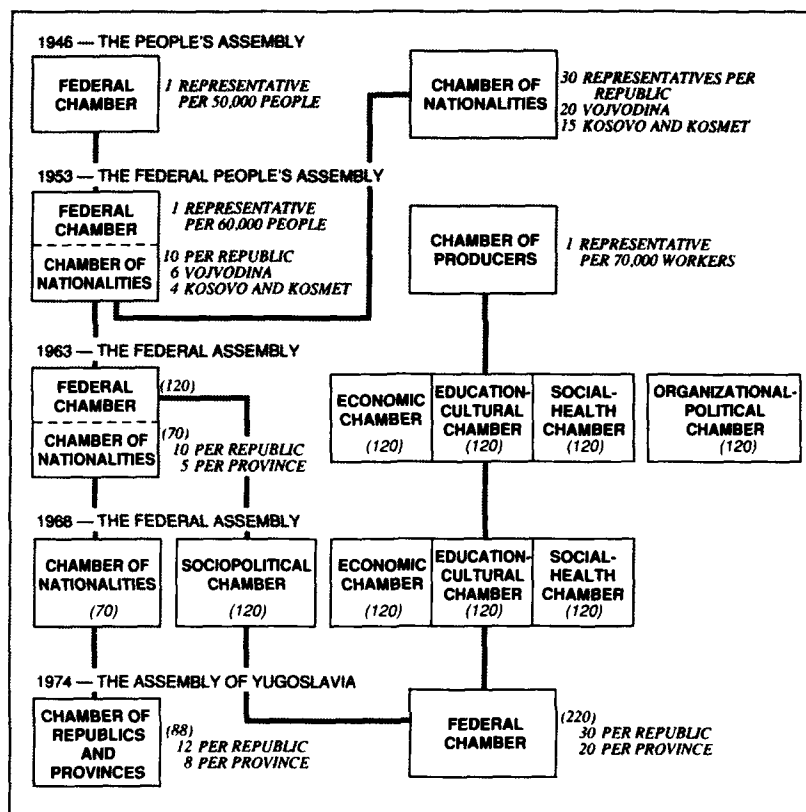 1946 — THE PEOPLE'S ASSEMBLY
FEDERAL
CHAMBER
1 REPRESENTATIVE
PER 50,000 PEOPLE
CHAMBER OF
NATIONALITIES
30 REPRESENTATIVES PER
REPUBLIC
20 VOJVODINA
15 KOSOVO AND KOSMET
1953 — THE FEDERAL PEOPLE'S ASSEMBLY
FEDERAL
CHAMBER
1 REPRESENTATIVE
PER 60,000 PEOPLE
CHAMBER OF
NATIONALITIES
10 PER REPUBLIC
6 VOJVODINA
4 KOSOVO AND KOSMET
CHAMBER OF
PRODUCERS
1 REPRESENTATIVE
PER 70,000 WORKERS
1963 — THE FEDERAL ASSEMBLY
FEDERAL
CHAMBER
(120)
CHAMBER OF
NATIONALITIES
(70)
10 PER REPUBLIC
5 PER PROVINCE
ECONOMIC
CHAMBER
(120)
EDUCATION-
CULTURAL
CHAMBER
(120)
SOCIAL-
HEALTH
CHAMBER
(120)
ORGANIZATIONAL-
POLITICAL
CHAMBER
(120)
1968 — THE FEDERAL ASSEMBLY
CHAMBER OF
NATIONALITIES
(70)
SOCIOPOLITICAL
CHAMBER
(120)
ECONOMIC
CHAMBER
(120)
EDUCATION-
CULTURAL
CHAMBER
(120)
SOCIAL-
HEALTH
CHAMBER
(120)
1974 — THE ASSEMBLY OF YUGOSLAVIA
CHAMBER OF
REPUBLICS
AND
PROVINCES
(88)
12 PER REPUBLIC
8 PER PROVINCE
FEDERAL
CHAMBER
(220)
30 PER REPUBLIC
20 PER PROVINCE